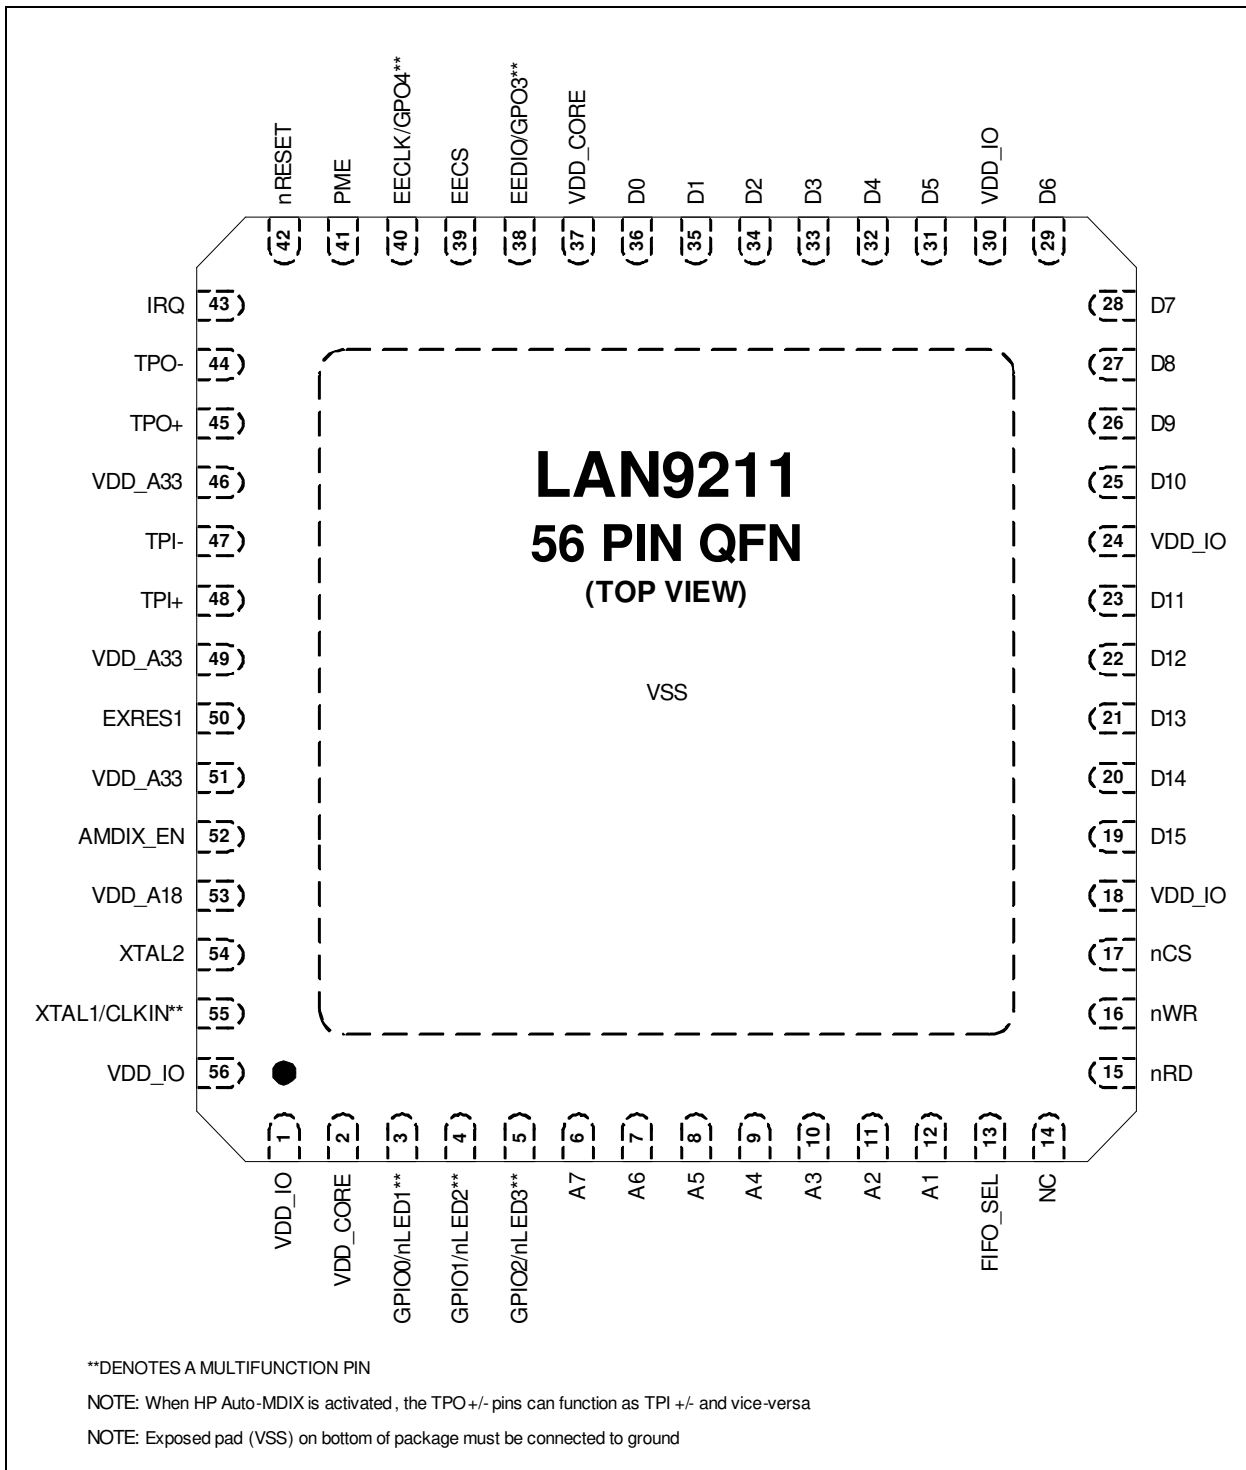 nRESET
PME
EECLK/GPO4**
EECS
EEDIO/GPO3**
VDD_CORE
D0
D1
D2
D3
D4
D5
VDD_IO
D6
42
41
40
39
38
37
36
35
34
33
32
31
30
29
IRQ 43
TPO- 44
TPO+ 45
VDD_A33 46
TPI- 47
TPI+ 48
VDD_A33 49
EXRES1 50
VDD_A33 51
AMDIX_EN 52
VDD_A18 53
XTAL2 54
XTAL1/CLKIN** 55
VDD_IO 56
LAN9211
56 PIN QFN
(TOP VIEW)
VSS
28 D7
27 D8
26 D9
25 D10
24 VDD_IO
23 D11
22 D12
21 D13
20 D14
19 D15
18 VDD_IO
17 nCS
16 nWR
15 nRD
1
2
3
4
5
6
7
8
9
10
11
12
13
14
VDD_IO
VDD_CORE
GPIO0/nLED1**
GPIO1/nLED2**
GPIO2/nLED3**
A7
A6
A5
A4
A3
A2
A1
FIFO_SEL
NC
**DENOTES A MULTIFUNCTION PIN
NOTE: When HP Auto-MDIX is activated, the TPO+/- pins can function as TPI +/- and vice-versa
NOTE: Exposed pad (VSS) on bottom of package must be connected to ground